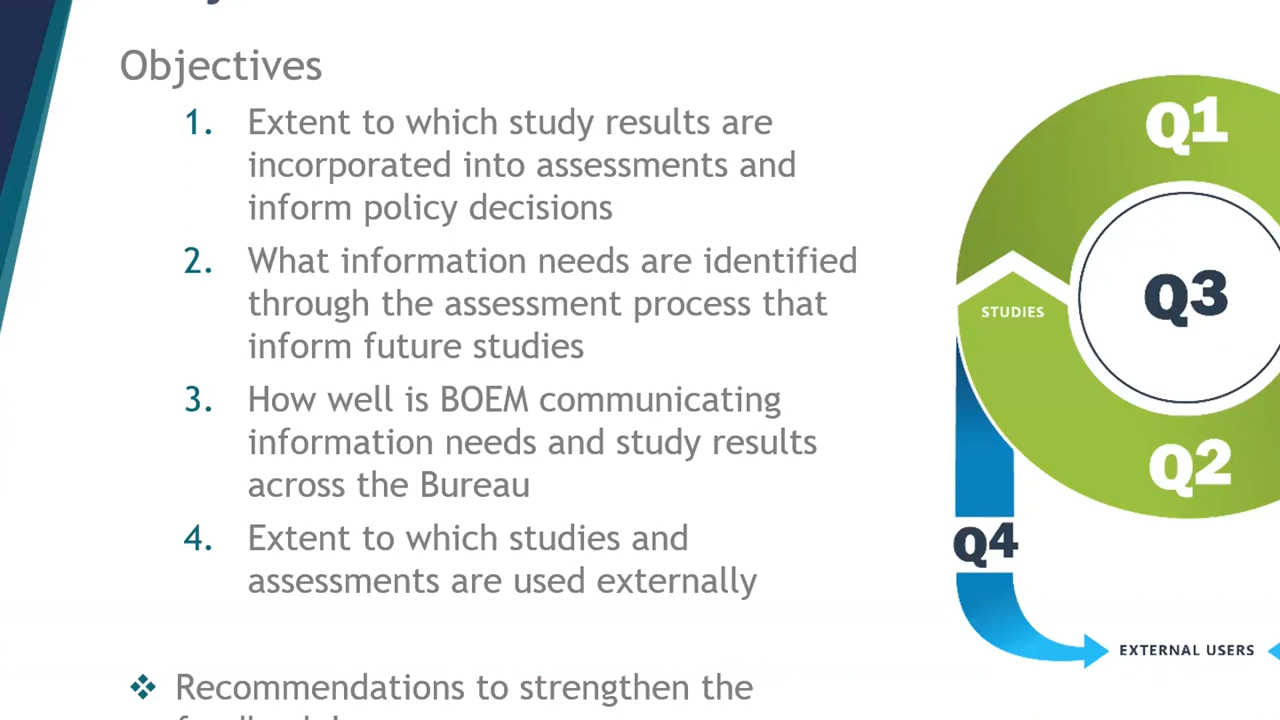 Objectives
1. Extent to which study results are
incorporated into assessments and
inform policy decisions
2. What information needs are identified
through the assessment process that
inform future studies
3. How well is BOEM communicating
information needs and study results
across the Bureau
4. Extent to which studies and
assessments are used externally
❖ Recommendations to strengthen the
Q1
STUDIES
Q3
Q2
Q4
EXTERNAL USERS